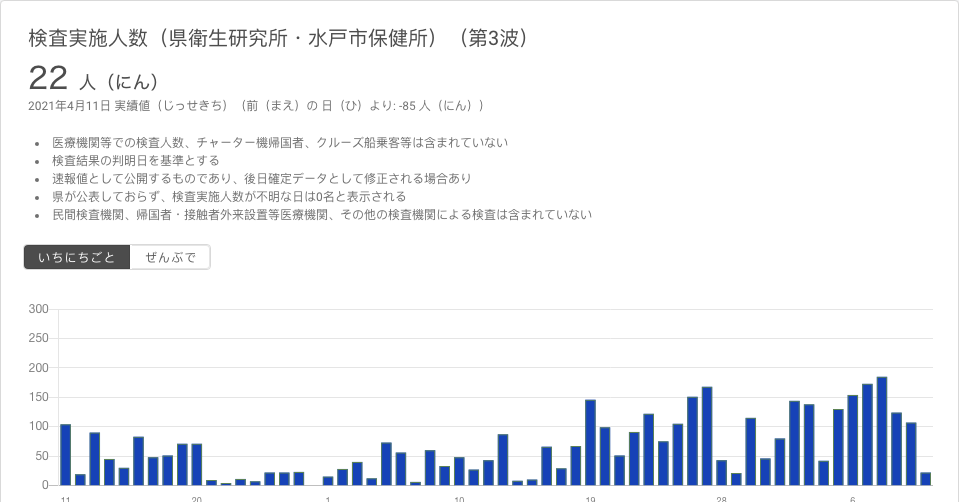 検査実施人数（県衛生研究所・水戸市保健所）（第3波）
22 人（にん）
2021年4月11日 実績値（じっせきち）（前（まえ）の 日（ひ）より: -85 人（にん））
• 医療機関等での検査人数、チャーター機帰国者、クルーズ船乗客等は含まれていない
• 検査結果の判明日を基準とする
• 速報値として公開するものであり、後日確定データとして修正される場合あり
• 県が公表しておらず、検査実施人数が不明な日は0名と表示される
• 民間検査機関、帰国者・接触者外来設置等医療機関、その他の検査機関による検査は含まれていない
いちにちごと ぜんぶで
300
250
200
150
100
50
0
11 20 1 10 19 28 6